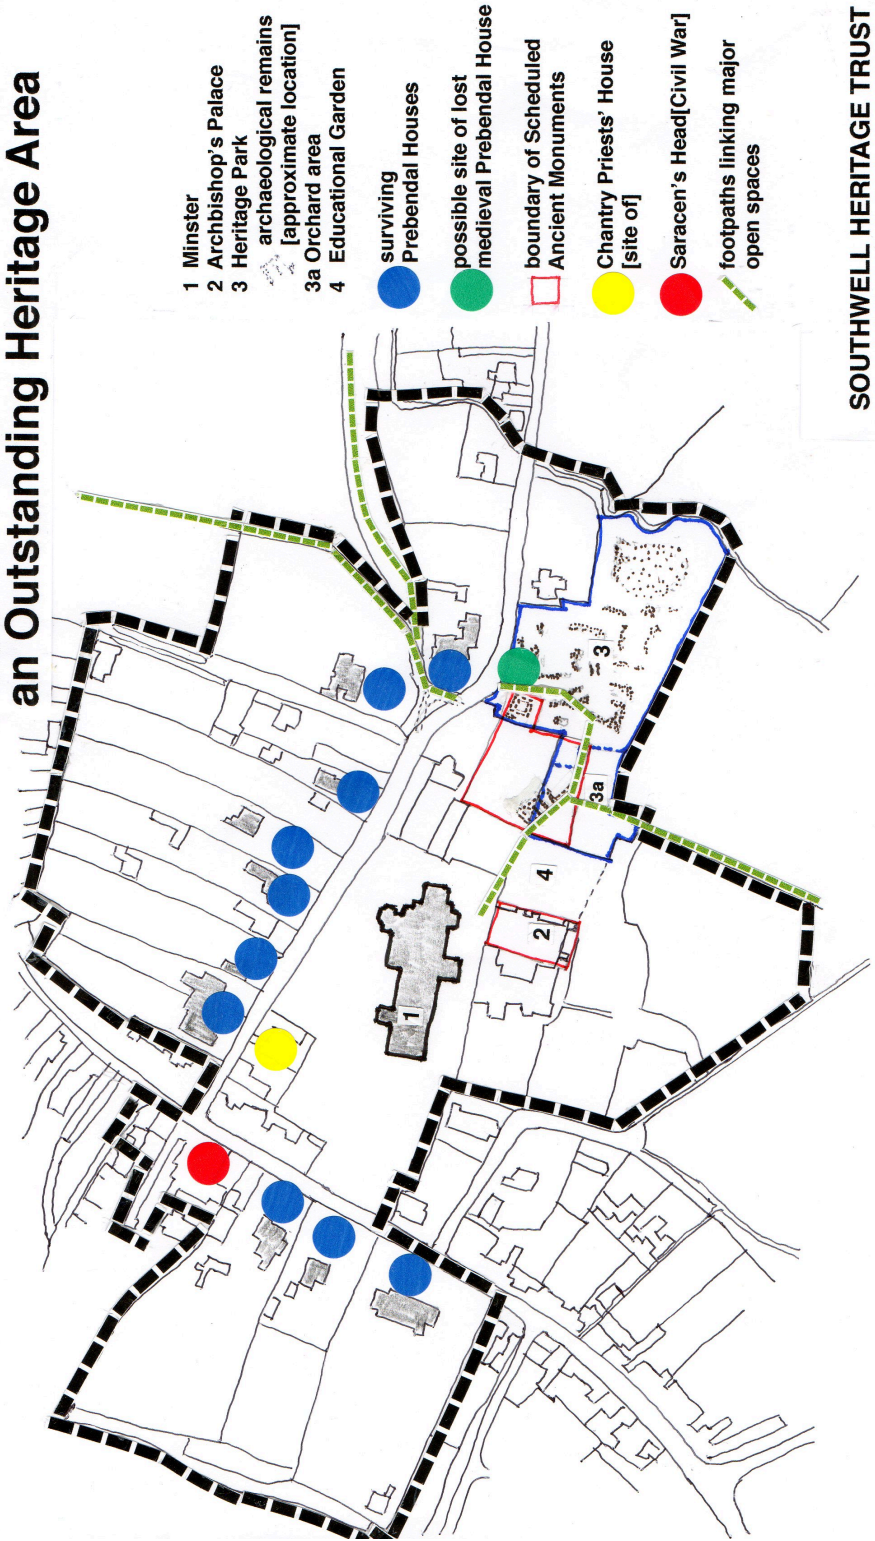 an Outstanding Heritage Area
1 Minster
2 Archbishop's Palace
3 Heritage Park
archaeological remains
[approximate location]
3a Orchard area
4 Educational Garden
surviving
Prebendal Houses
possible site of lost
medieval Prebendal House
boundary of Scheduled
Ancient Monuments
Chantry Priests' House
[site of]
Saracen's Head[Civil War]
footpaths linking major
open spaces
SOUTHWELL HERITAGE TRUST
1
2
4
3a
3